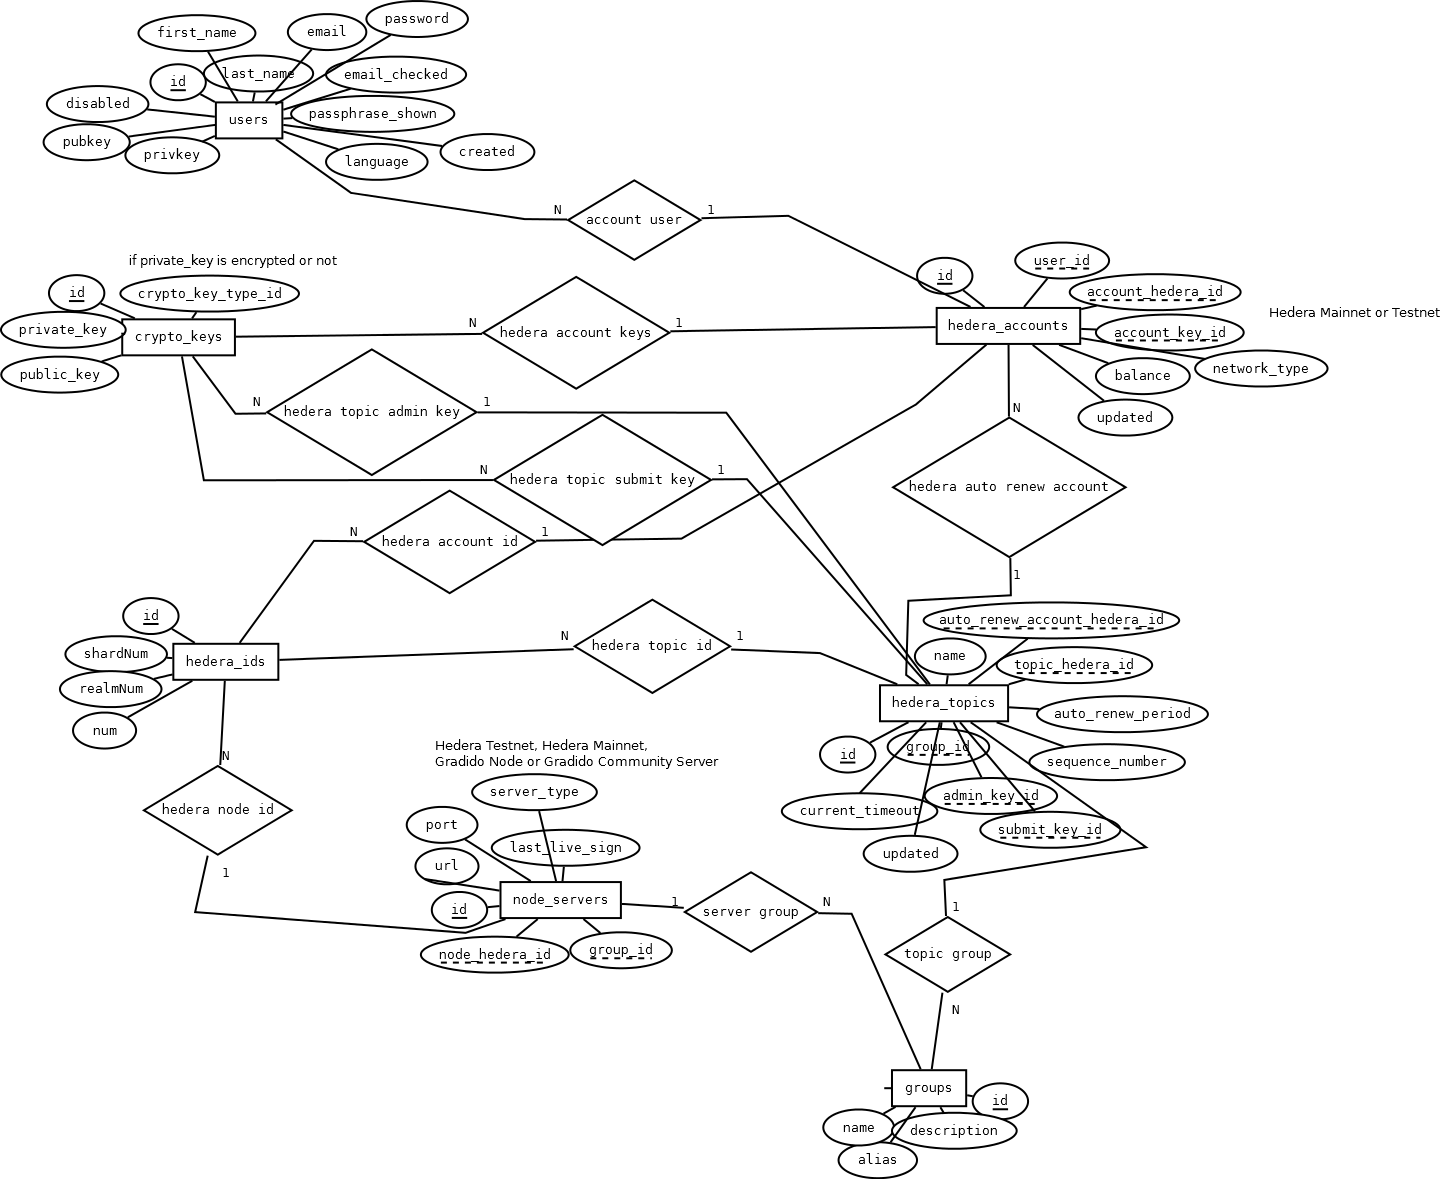 password
first_name
email
last_name
email_checked
id
disabled
passphrase_shown
users
pubkey
privkey
created
language
N
account user
1
if private_key is encrypted or not
user_id
id
id
crypto_key_type_id
account_hedera_id
Hedera Mainnet or Testnet
private_key
crypto_keys
N
hedera account keys
1
hedera_accounts
account_key_id
public_key
network_type
balance
N
hedera topic admin key
1
N
updated
N
hedera topic submit key
1
hedera auto renew account
N
hedera account id
1
1
id
auto_renew_account_hedera_id
N
hedera topic id
1
shardNum
hedera_ids
name
topic_hedera_id
realmNum
hedera_topics
auto_renew_period
num
Hedera Testnet, Hedera Mainnet,
Gradido Node or Gradido Community Server
N
id
group_id
sequence_number
server_type
admin_key_id
hedera node id
current_timeout
port
submit_key_id
last_live_sign
updated
url
1
node_servers
id
1
server group
N
1
node_hedera_id
group_id
topic group
N
groups
id
name
description
alias